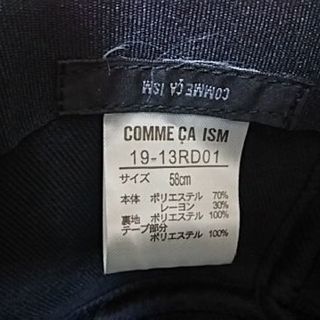 COMME ÇA ISM
COMME ÇA ISM
19-13RD01
サイズ 58cm
本体 ポリエステル 70%
レーヨン 30%
裏地 ポリエステル 100%
テープ部分
ポリエステル 100%